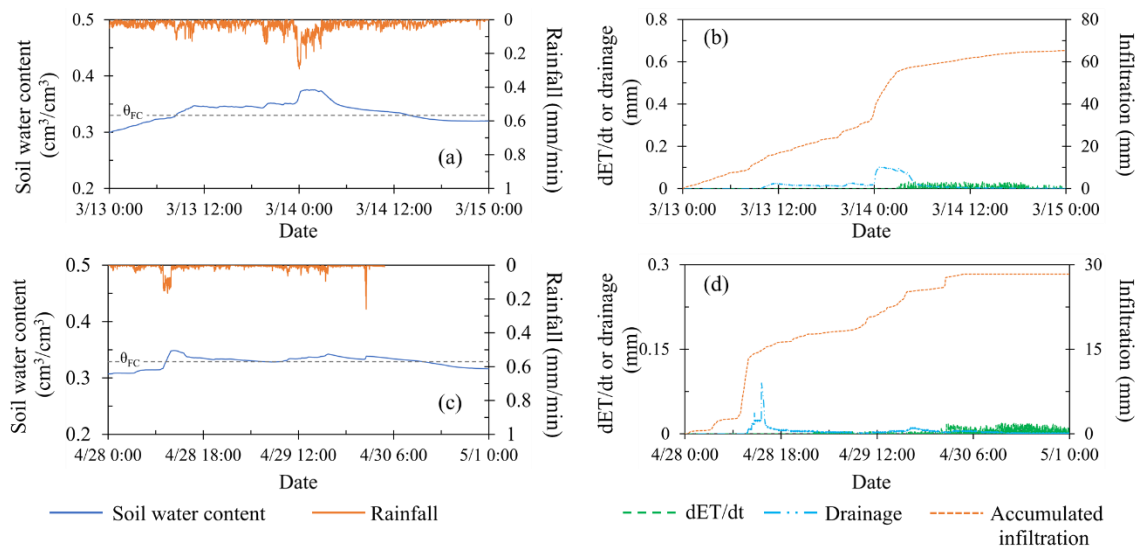 0.5
0.4
0.3
0.2
Soil water content
(cm³/cm³)
θFC
(a)
0
0.2
0.4
0.6
0.8
1
Rainfall (mm/min)
3/13 0:00 3/13 12:00 3/14 0:00 3/14 12:00 3/15 0:00
Date
0.8
0.6
0.4
0.2
0
dET/dt or drainage
(mm)
(b)
80
60
40
20
0
Infiltration
(mm)
3/13 0:00 3/13 12:00 3/14 0:00 3/14 12:00 3/15 0:00
Date
0.5
0.4
0.3
0.2
Soil water content
(cm³/cm³)
θFC
(c)
0
0.2
0.4
0.6
0.8
1
Rainfall (mm/min)
4/28 0:00 4/28 18:00 4/29 12:00 4/30 6:00 5/1 0:00
Date
0.3
0.15
0
dET/dt or drainage
(mm)
(d)
30
15
0
Infiltration (mm)
4/28 0:00 4/28 18:00 4/29 12:00 4/30 6:00 5/1 0:00
Date
Soil water content Rainfall
dET/dt Drainage Accumulated
infiltration